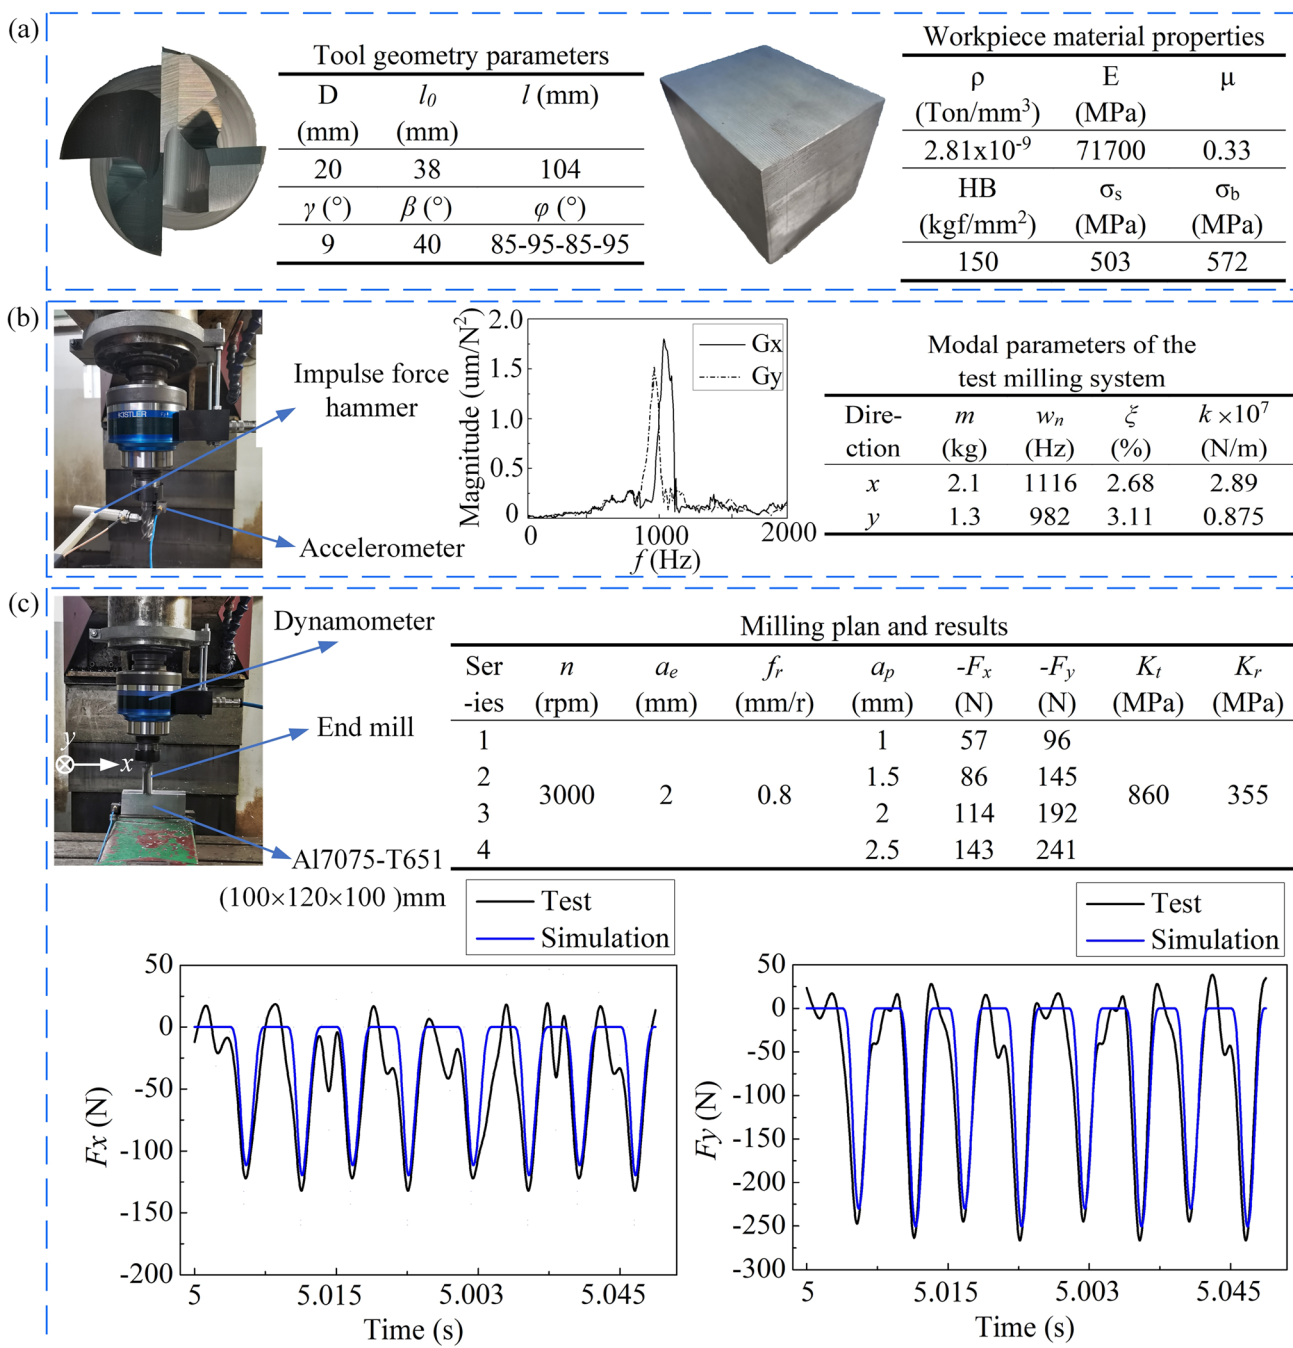 (a)
Tool geometry parameters
D l0 l (mm)
(mm) (mm)
20 38 104
γ (°) β (°) φ (°)
9 40 85-95-85-95
Workpiece material properties
ρ E μ
(Ton/mm³) (MPa)
2.81x10⁻⁹ 71700 0.33
HB σs σb
(kgf/mm²) (MPa) (MPa)
150 503 572
(b)
KISTLER
Impulse force
hammer
Accelerometer
Magnitude (um/N²)
2.0
1.5
1.0
0.5
0
0 1000 2000
f (Hz)
Gx
Gy
Modal parameters of the
test milling system
Dire- m wn ξ k ×10⁷
ction (kg) (Hz) (%) (N/m)
x 2.1 1116 2.68 2.89
y 1.3 982 3.11 0.875
(c)
Dynamometer
End mill
y
x
Al7075-T651
(100×120×100 )mm
Milling plan and results
Ser n ae fr ap -Fx -Fy Kt Kr
-ies (rpm) (mm) (mm/r) (mm) (N) (N) (MPa) (MPa)
1 1 57 96
2 1.5 86 145
3000 2 0.8 860 355
3 2 114 192
4 2.5 143 241
Test
Simulation
Fx (N)
50
0
-50
-100
-150
-200
5 5.015 5.003 5.045
Time (s)
Test
Simulation
Fy (N)
50
0
-50
-100
-150
-200
-250
-300
5 5.015 5.003 5.045
Time (s)